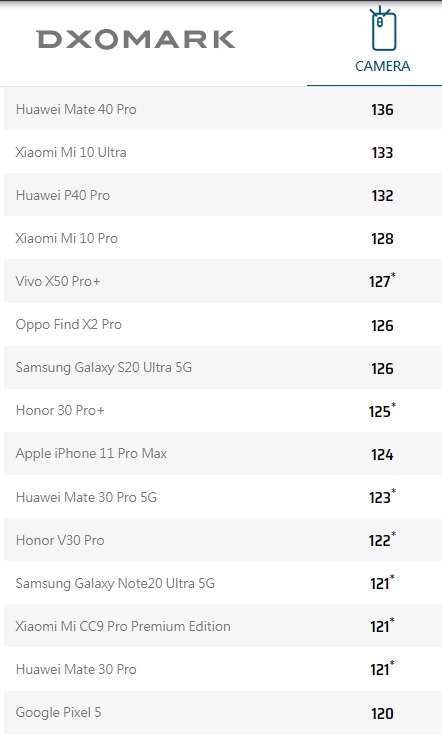 DXOMARK
CAMERA
Huawei Mate 40 Pro 136
Xiaomi Mi 10 Ultra 133
Huawei P40 Pro 132
Xiaomi Mi 10 Pro 128
Vivo X50 Pro+ 127*
Oppo Find X2 Pro 126
Samsung Galaxy S20 Ultra 5G 126
Honor 30 Pro+ 125*
Apple iPhone 11 Pro Max 124
Huawei Mate 30 Pro 5G 123*
Honor V30 Pro 122*
Samsung Galaxy Note20 Ultra 5G 121*
Xiaomi Mi CC9 Pro Premium Edition 121*
Huawei Mate 30 Pro 121*
Google Pixel 5 120